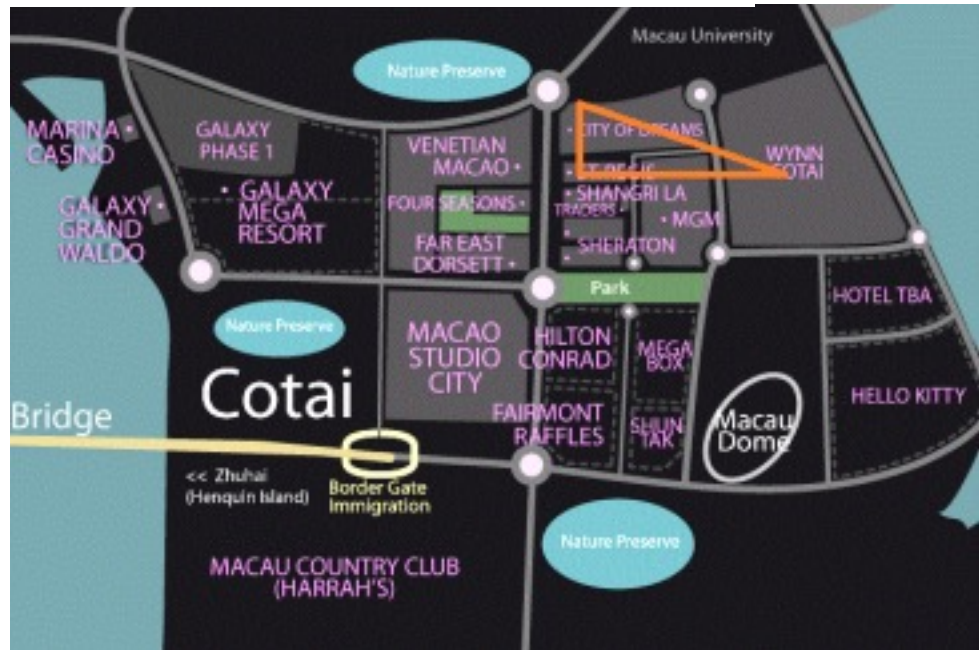 Macau University
Nature Preserve
MARINA
CASINO
GALAXY
PHASE 1
VENETIAN
MACAO
CITY OF DREAMS
WYNN
COTAI
GALAXY
GRAND
WALDO
GALAXY
MEGA
RESORT
FOUR SEASONS
FAR EAST
DORSETT
ST. REGIS
SHANGRI LA
TRADERS
MGM
SHERATON
Park
HOTEL TBA
Nature Preserve
MACAO
STUDIO
CITY
HILTON
CONRAD
MEGA
BOX
HELLO KITTY
Cotai
FAIRMONT
RAFFLES
SHUN
TAK
Macau
Dome
Bridge
<< Zhuhai
(Henquin Island)
Border Gate
Immigration
Nature Preserve
MACAU COUNTRY CLUB
(HARRAH'S)